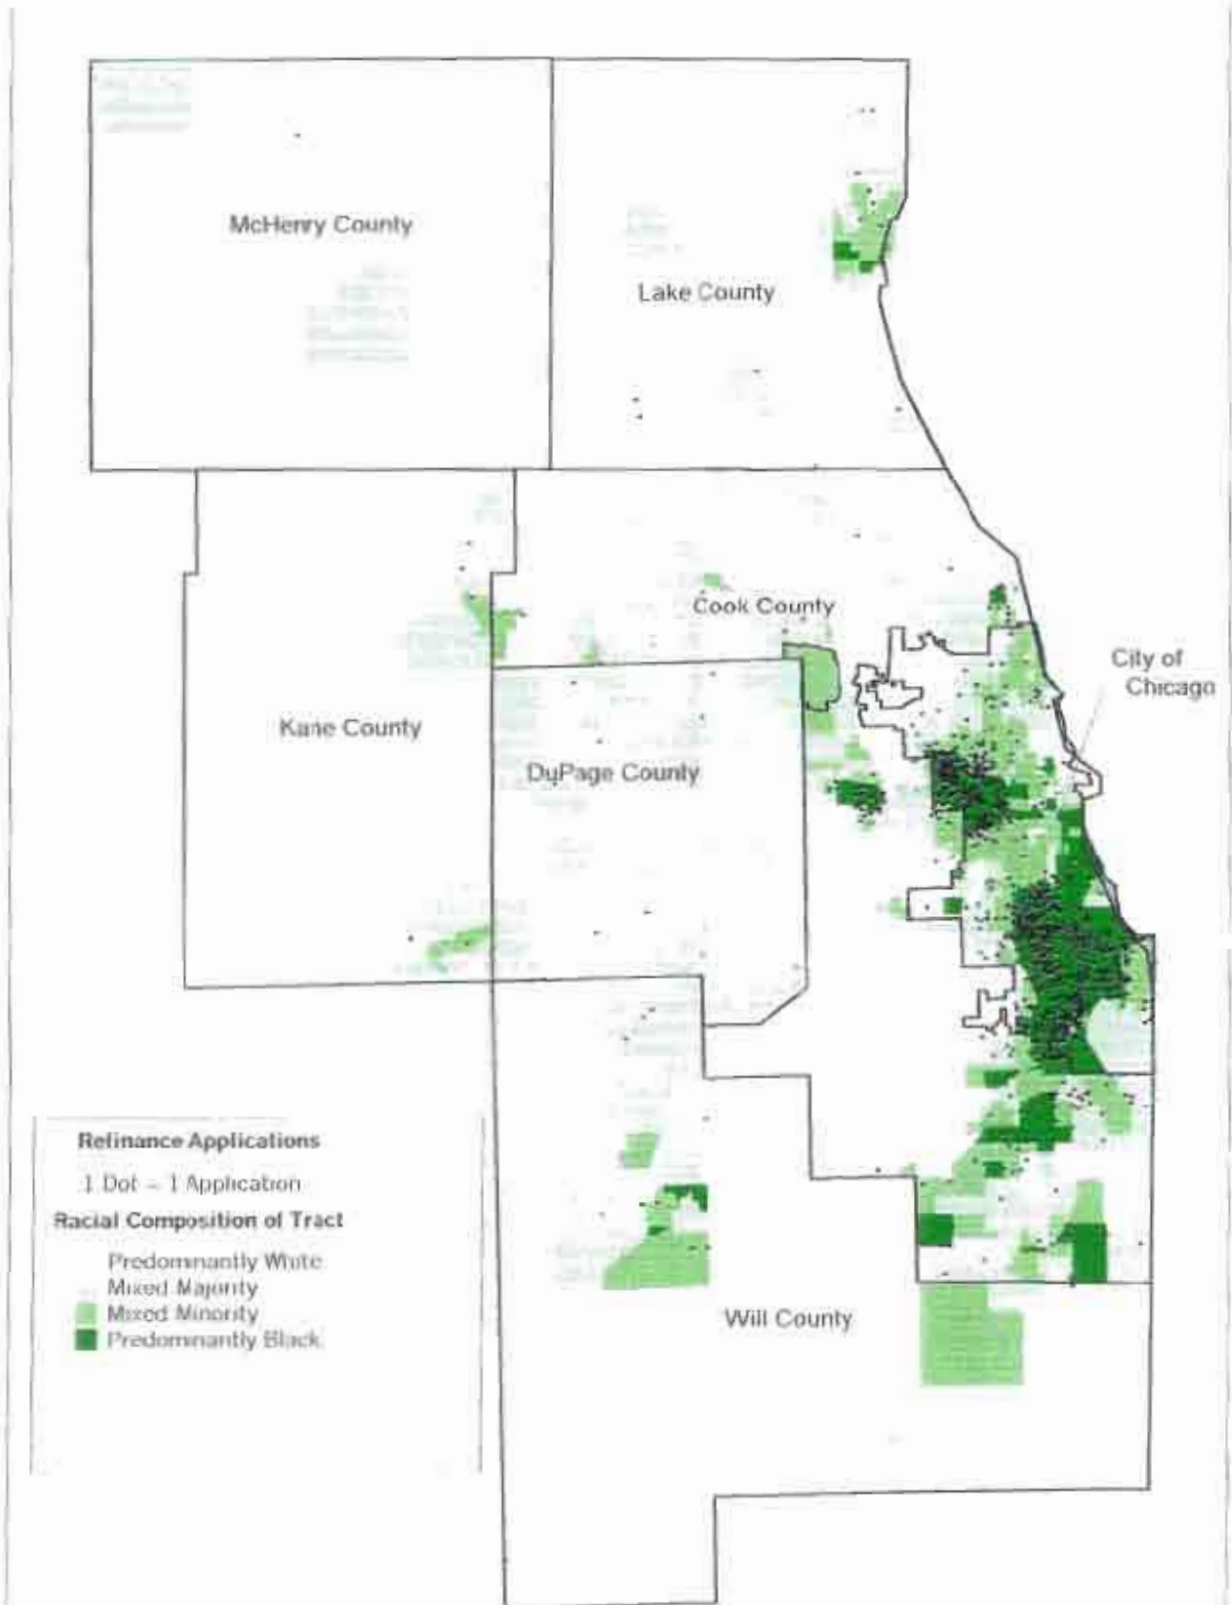 McHenry County
Lake County
Cook County
City of
Chicago
Kane County
DuPage County
Refinance Applications
1 Dot = 1 Application
Racial Composition of Tract
Predominantly White
Mixed Majority
Mixed Minority
Predominantly Black
Will County